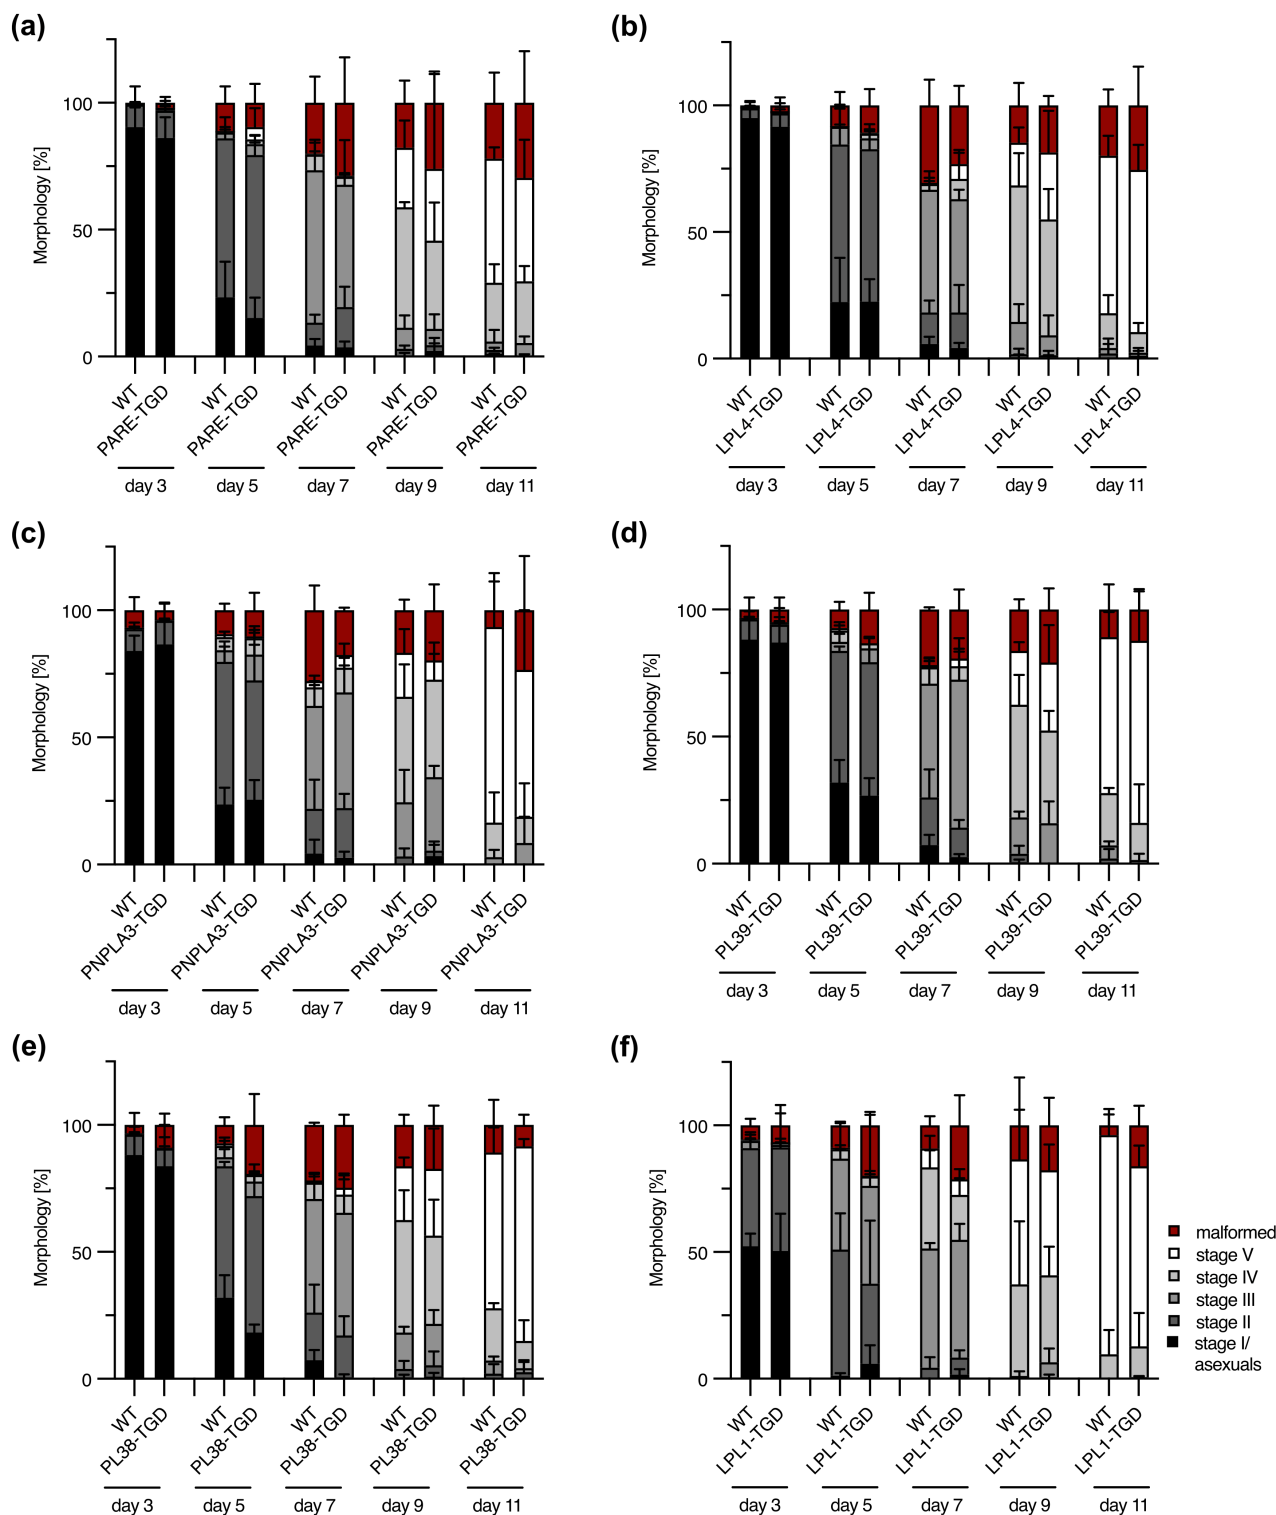 (a)
Morphology [%]
100
50
0
WT
PARE-TGD
WT
PARE-TGD
WT
PARE-TGD
WT
PARE-TGD
WT
PARE-TGD
day 3
day 5
day 7
day 9
day 11
(b)
Morphology [%]
100
50
0
WT
LPL4-TGD
WT
LPL4-TGD
WT
LPL4-TGD
WT
LPL4-TGD
WT
LPL4-TGD
day 3
day 5
day 7
day 9
day 11
(c)
Morphology [%]
100
50
0
WT
PNPLA3-TGD
WT
PNPLA3-TGD
WT
PNPLA3-TGD
WT
PNPLA3-TGD
WT
PNPLA3-TGD
day 3
day 5
day 7
day 9
day 11
(d)
Morphology [%]
100
50
0
WT
PL39-TGD
WT
PL39-TGD
WT
PL39-TGD
WT
PL39-TGD
WT
PL39-TGD
day 3
day 5
day 7
day 9
day 11
(e)
Morphology [%]
100
50
0
WT
PL38-TGD
WT
PL38-TGD
WT
PL38-TGD
WT
PL38-TGD
WT
PL38-TGD
day 3
day 5
day 7
day 9
day 11
(f)
Morphology [%]
100
50
0
WT
LPL1-TGD
WT
LPL1-TGD
WT
LPL1-TGD
WT
LPL1-TGD
WT
LPL1-TGD
day 3
day 5
day 7
day 9
day 11
malformed
stage V
stage IV
stage III
stage II
stage I/
asexuals